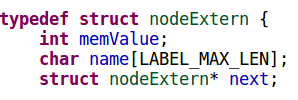 typedef struct nodeExtern {
    int memValue;
    char name[LABEL_MAX_LEN];
    struct nodeExtern* next;